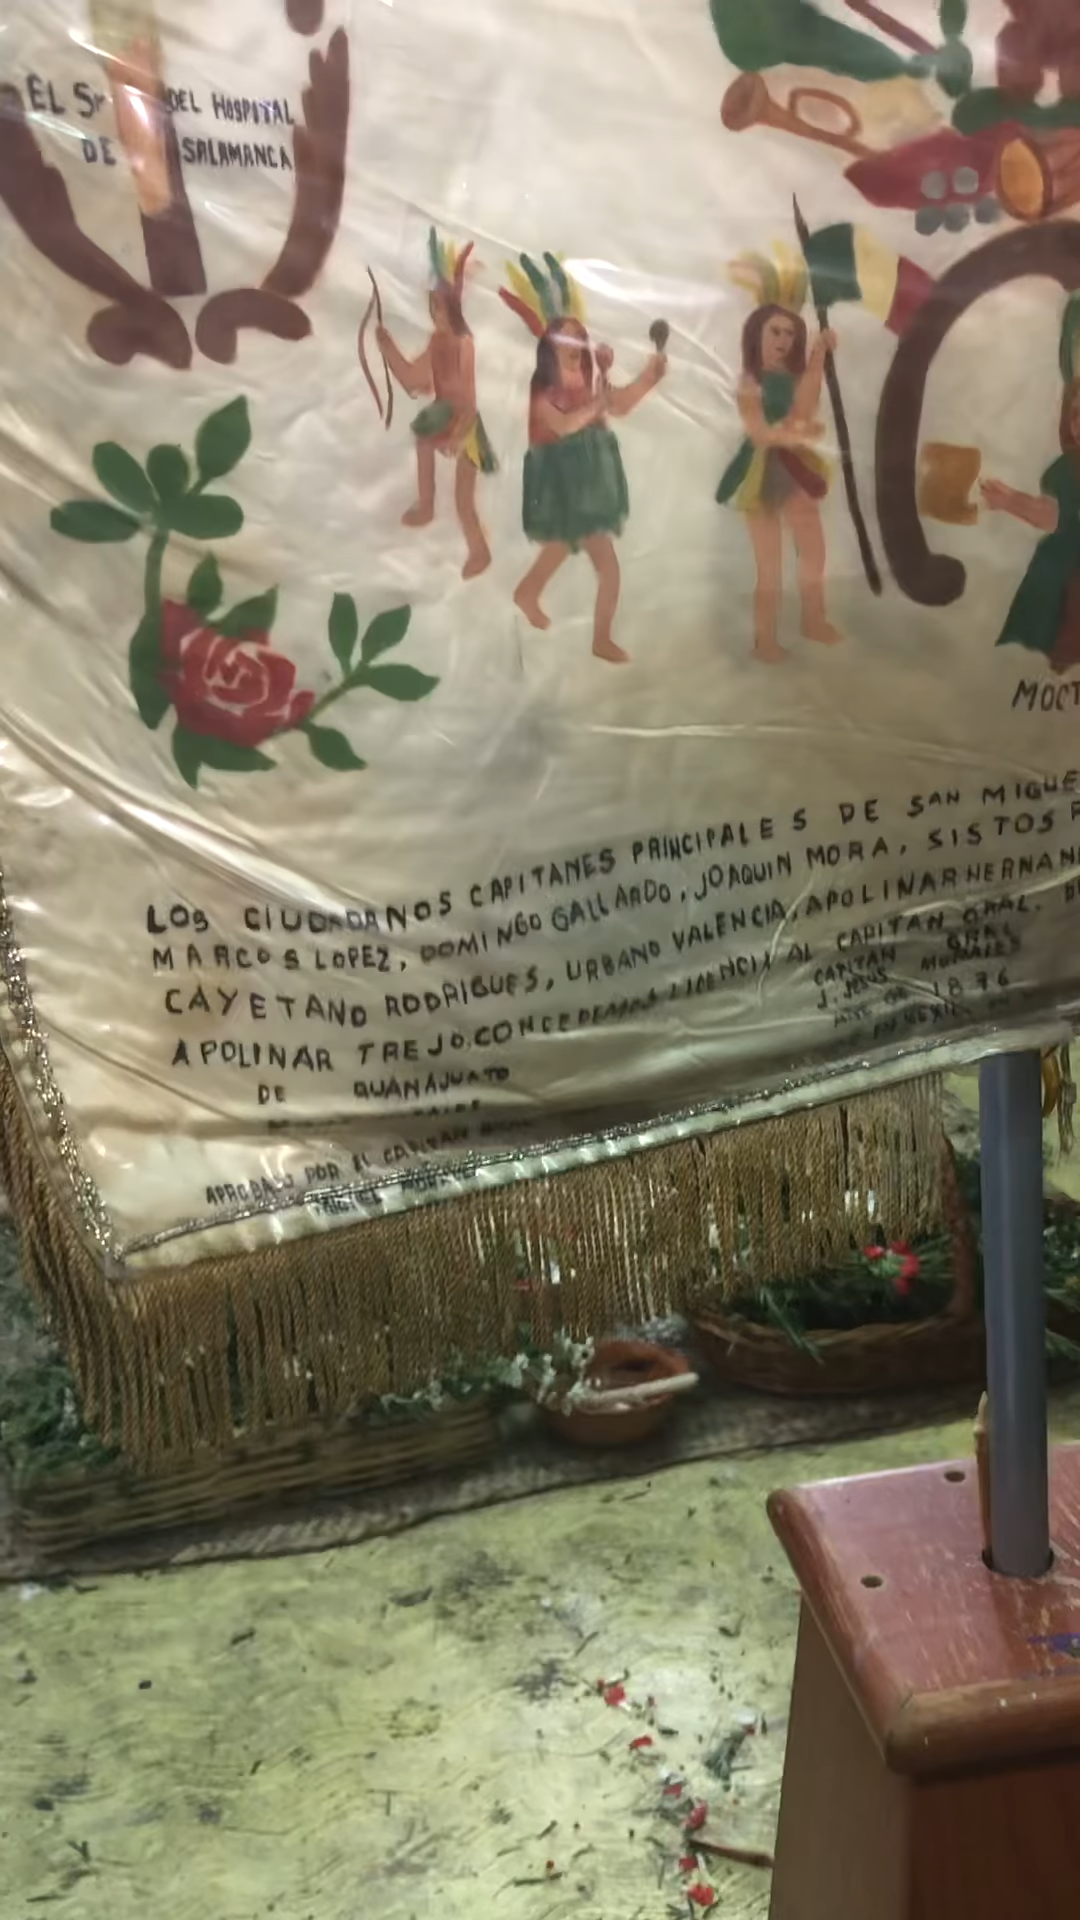 EL Sr DEL HOSPITAL
DE SALAMANCA
MOCT
LOS CIUDADANOS CAPITANES PRINCIPALES DE SAN MIGUE
MARCOS LOPEZ, DOMINGO GALLARDO, JOAQUIN MORA, SISTOS
CAYETANO RODRIGUES, URBANO VALENCIA, APOLINAR HERNAN
APOLINAR TREJO. AL CAPITAN GRAL.
DE GUANAJUATO
CAPITAN GRAL
J. JESUS MORALES
1876
APROBADO POR EL CAPITAN